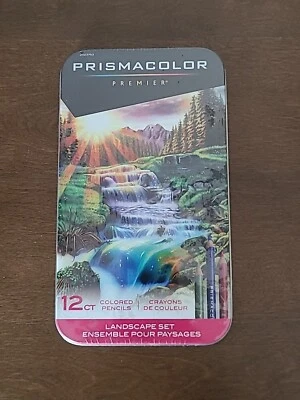 PRISMACOLOR
PREMIER
12CT
COLORED PENCILS
CRAYONS DE COULEUR
LANDSCAPE SET
ENSEMBLE POUR PAYSAGES